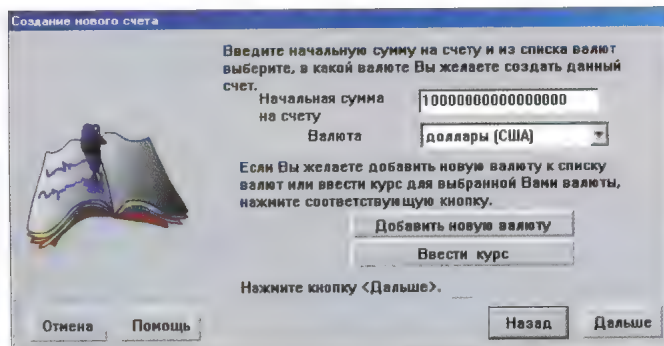 Создание нового счета
Введите начальную сумму на счету и из списка валют
выберите, в какой валюте Вы желаете создать данный
счет.
Начальная сумма
на счету
10000000000000000
Валюта
доллары (США)
Если Вы желаете добавить новую валюту к списку
валют или ввести курс для выбранной Вами валюты,
нажмите соответствующую кнопку.
Добавить новую валюту
Ввести курс
Нажмите кнопку <Дальше>.
Отмена Помощь Назад Дальше